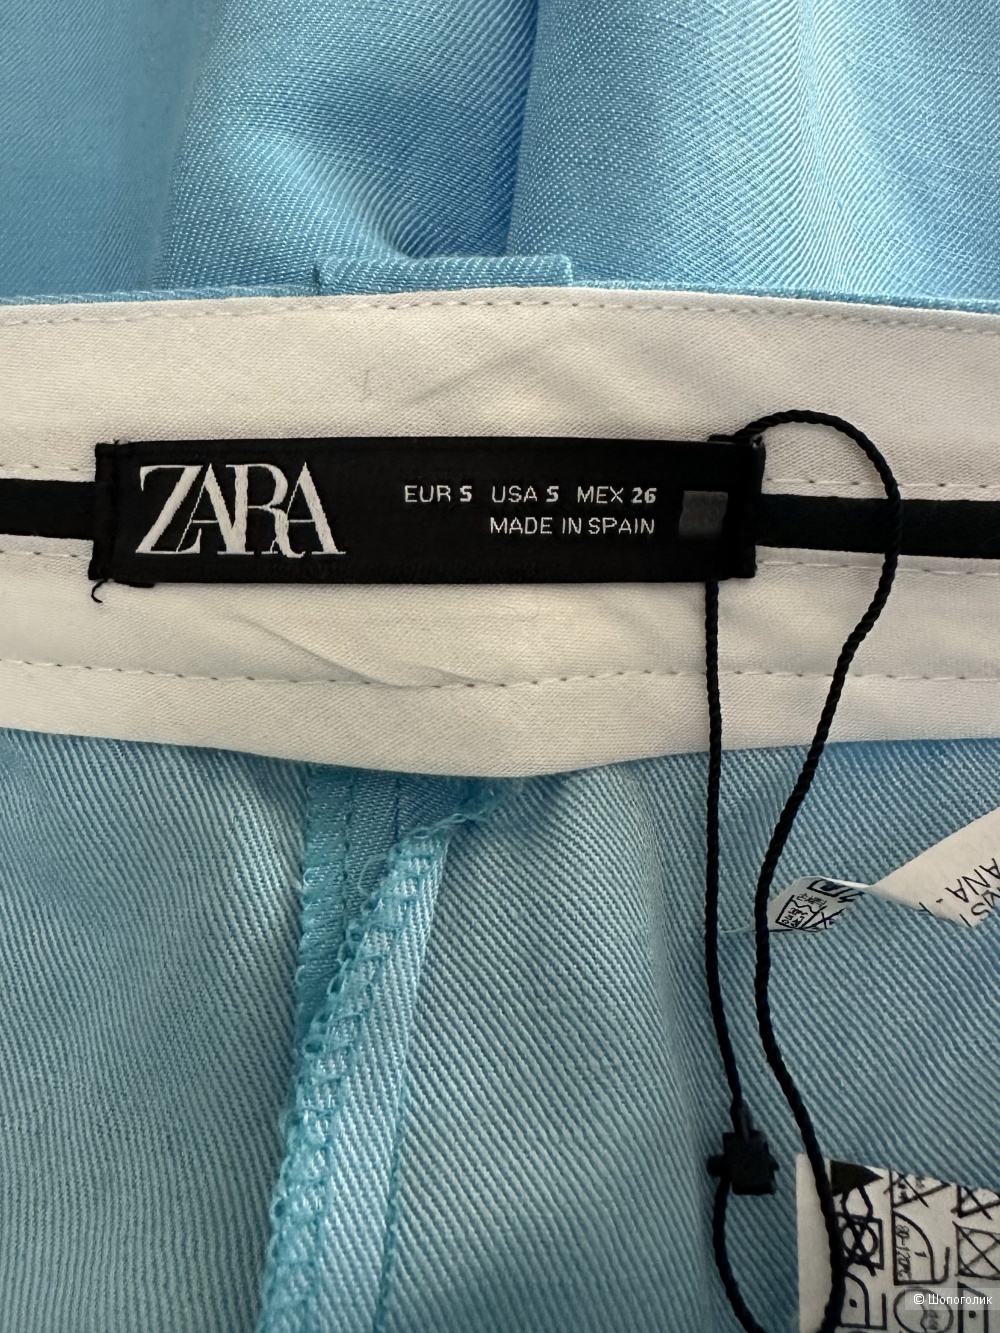 ZARA
EUR S USA S MEX 26
MADE IN SPAIN
© Шопоголик